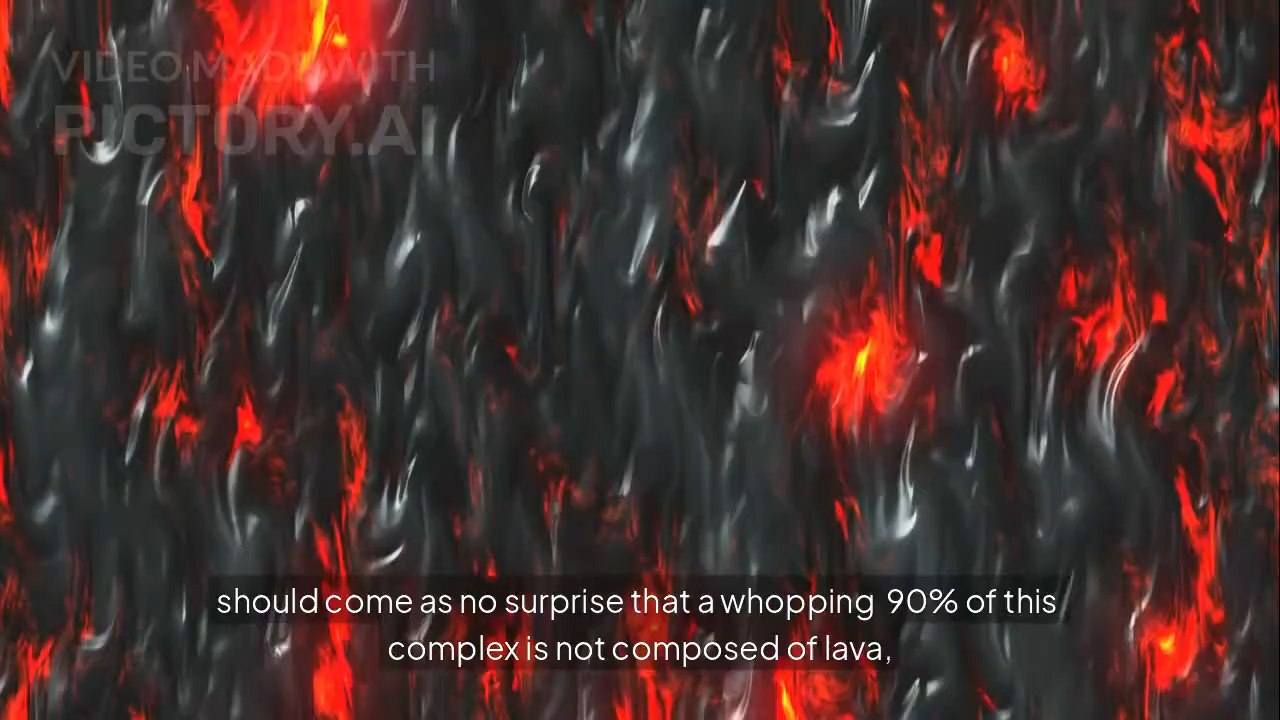 VIDEO MADE WITH
PICTORY.AI
should come as no surprise that a whopping 90% of this
complex is not composed of lava,